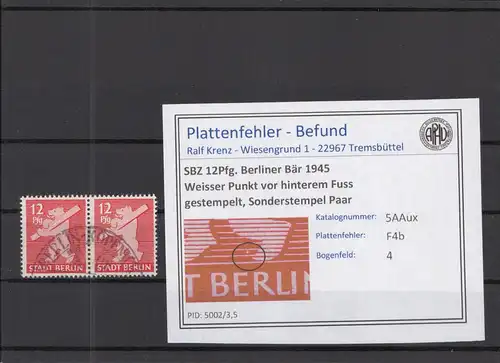 Plattenfehler - Befund
Ralf Krenz - Wiesengrund 1 - 22967 Tremsbüttel
SBZ 12Pfg. Berliner Bär 1945
Weisser Punkt vor hinterem Fuss
gestempelt, Sonderstempel Paar
Katalognummer: 5AAux
Plattenfehler: F4b
Bogenfeld: 4
T BERLI
PID: 5002/3,5
12 Pfg
STADT BERLIN
12 Pfg
STADT BERLIN